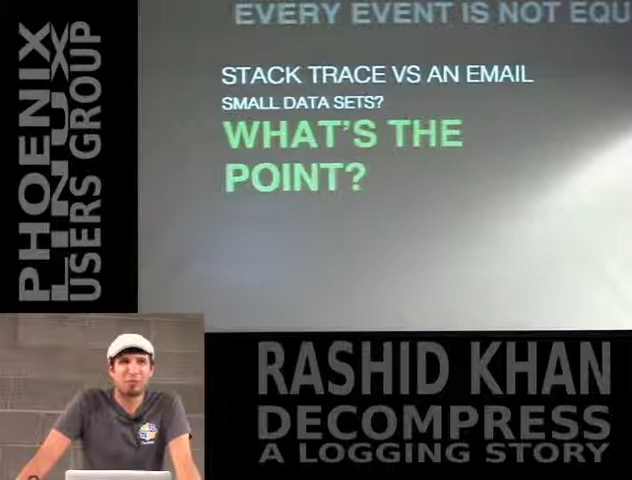 EVERY EVENT IS NOT EQU
STACK TRACE VS AN EMAIL
SMALL DATA SETS?
WHAT'S THE
POINT?
PHOENIX
LINUX
USERS GROUP
RASHID KHAN
DECOMPRESS
A LOGGING STORY